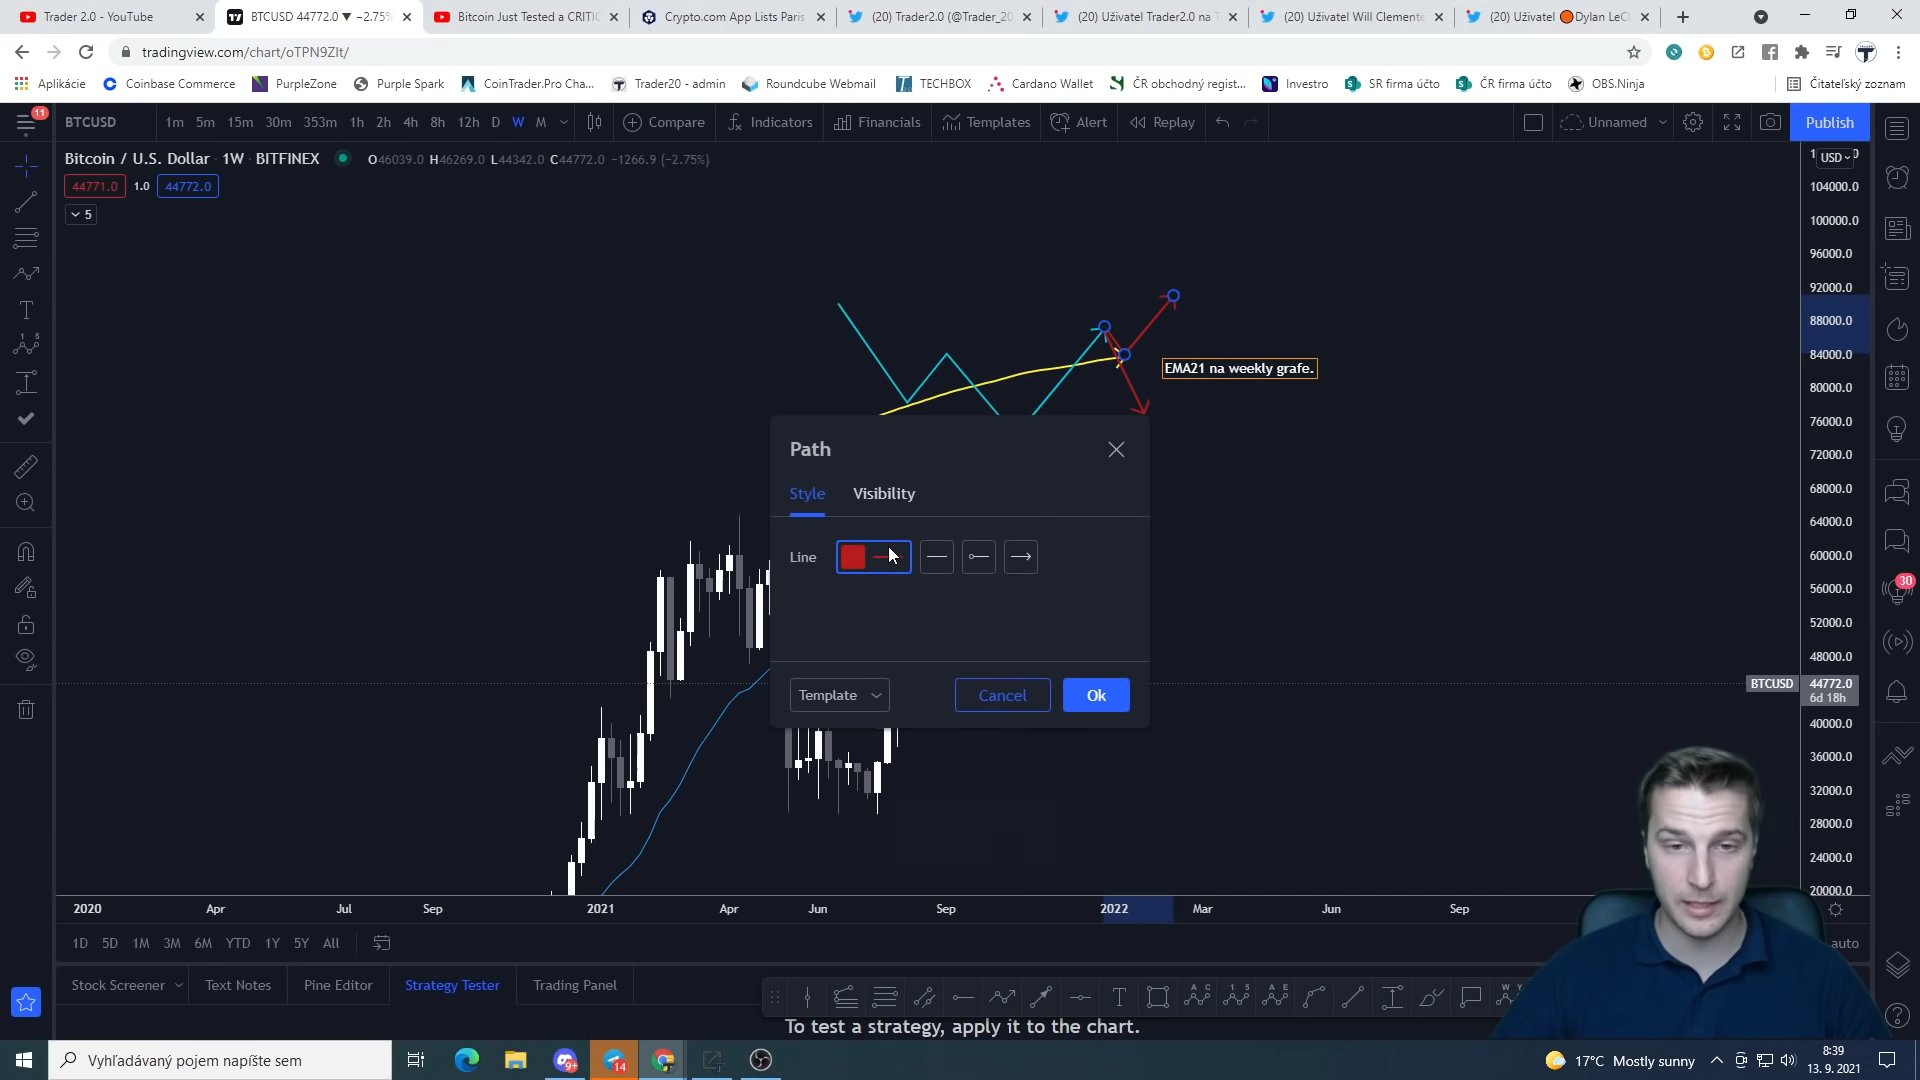 Trader 2.0 - YouTube
BTCUSD 44772.0 ▼ −2.75%
Bitcoin Just Tested a CRITIC
Crypto.com App Lists Paris
(20) Trader2.0 (@Trader_20
(20) Uživatel Trader2.0 na T
(20) Uživatel Will Clemente
(20) Uživatel 🟠Dylan LeCl
tradingview.com/chart/oTPN9ZIt/
Aplikácie
Coinbase Commerce
PurpleZone
Purple Spark
CoinTrader.Pro Cha...
Trader20 - admin
Roundcube Webmail
TECHBOX
Cardano Wallet
ČR obchodný regist...
Investro
SR firma účto
ČR firma účto
OBS.Ninja
Čitateľský zoznam
11
BTCUSD
1m 5m 15m 30m 353m 1h 2h 4h 8h 12h D W M
Compare
Indicators
Financials
Templates
Alert
Replay
Unnamed
Publish
Bitcoin / U.S. Dollar · 1W · BITFINEX
O46039.0 H46269.0 L44342.0 C44772.0 −1266.9 (−2.75%)
44771.0 1.0 44772.0
5
USD
104000.0
100000.0
96000.0
92000.0
88000.0
84000.0
80000.0
76000.0
72000.0
68000.0
64000.0
60000.0
56000.0
52000.0
48000.0
BTCUSD 44772.0
6d 18h
40000.0
36000.0
32000.0
28000.0
24000.0
20000.0
EMA21 na weekly grafe.
Path
Style Visibility
Line
Template
Cancel
Ok
30
2020 Apr Jul Sep 2021 Apr Jun Sep 2022 Mar Jun Sep
1D 5D 1M 3M 6M YTD 1Y 5Y All
auto
Stock Screener
Text Notes
Pine Editor
Strategy Tester
Trading Panel
To test a strategy, apply it to the chart.
Vyhľadávaný pojem napíšte sem
9+
14
17°C Mostly sunny
8:39
13. 9. 2021